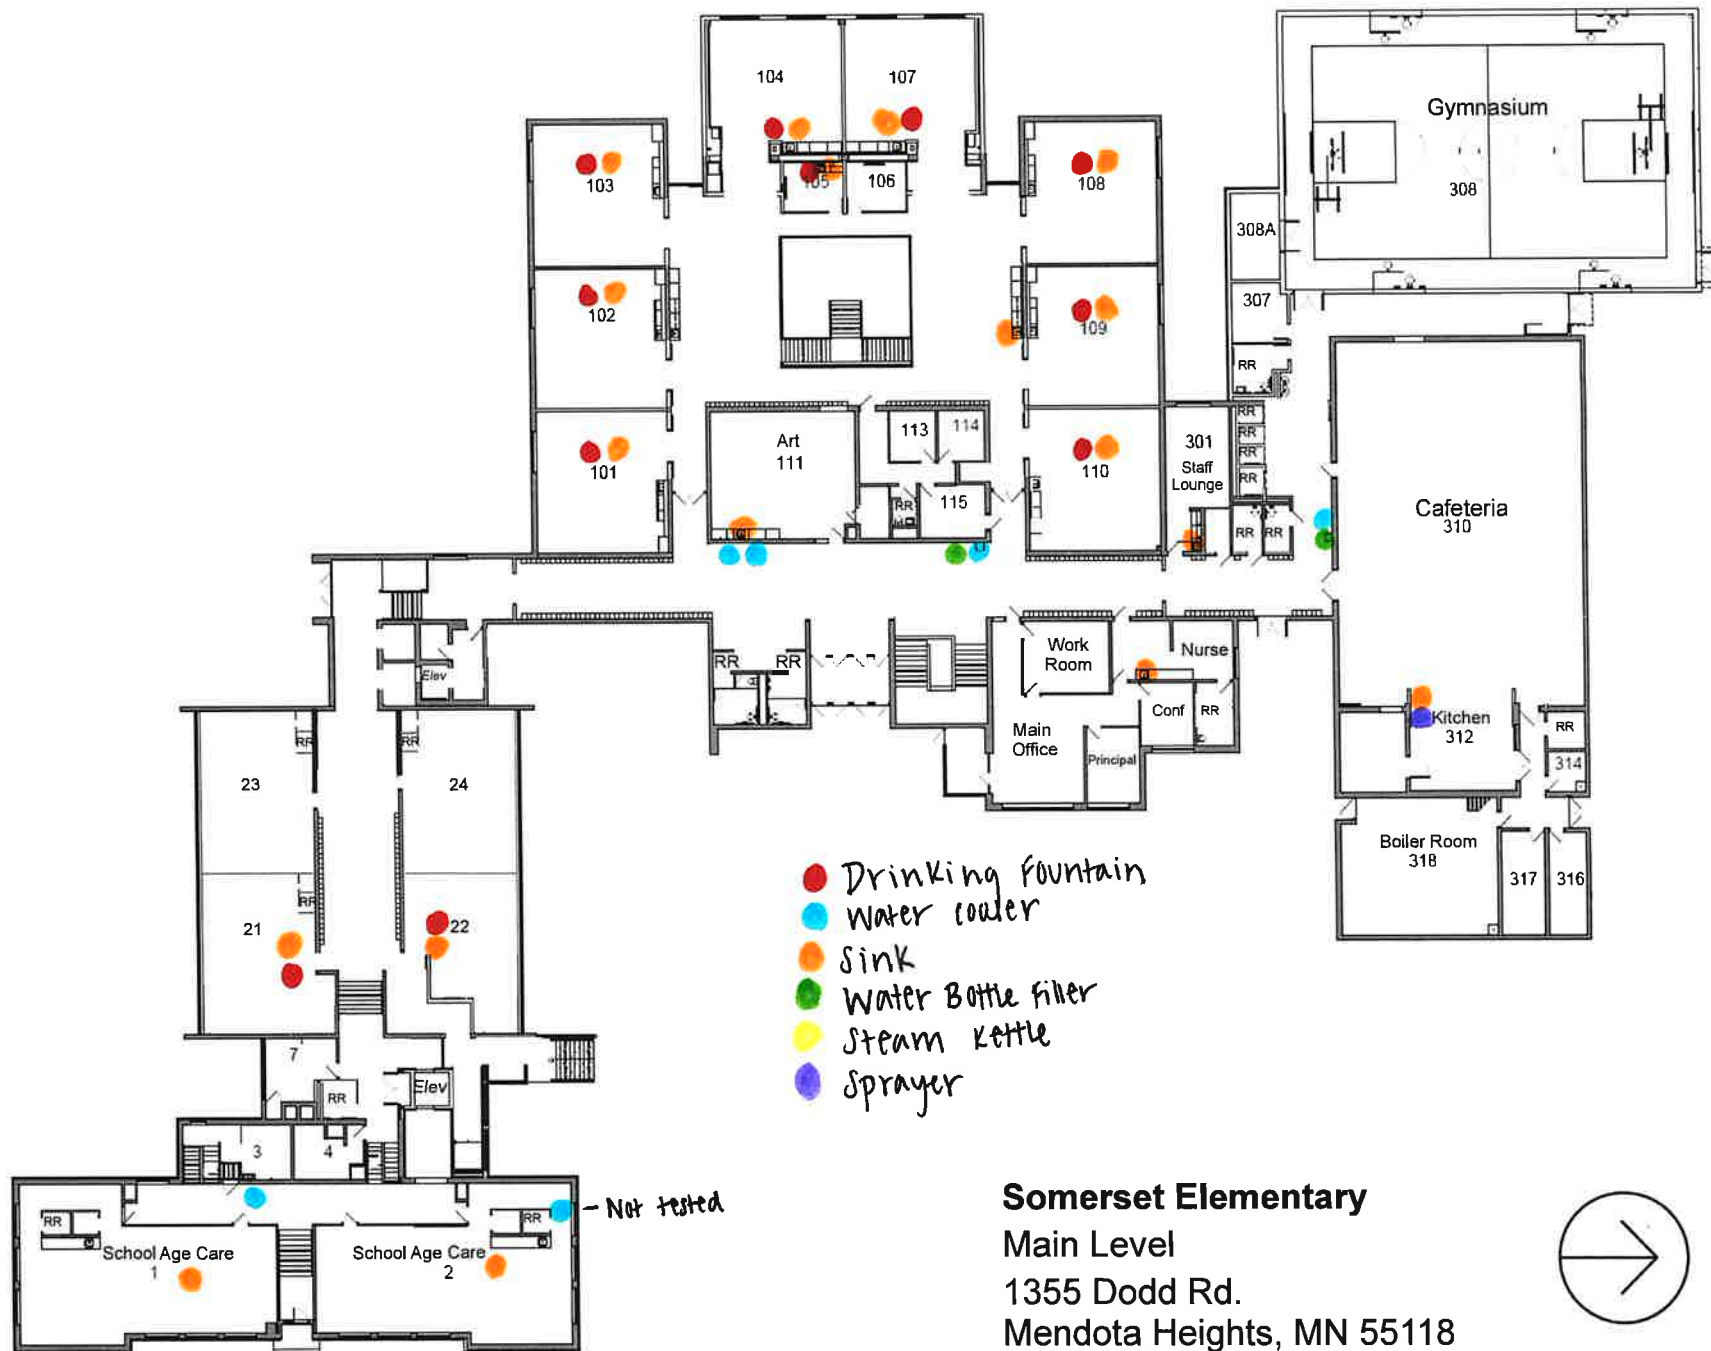 104
107
Gymnasium
103
105
106
108
308
308A
102
109
307
RR
101
Art
111
113
114
110
301
Staff
Lounge
RR
RR
RR
RR
RR
115
RR
RR
Cafeteria
310
Elev
RR
RR
Work
Room
Nurse
Main
Office
Conf
RR
Principal
Kitchen
312
RR
314
RR
RR
23
24
Boiler Room
318
317
316
RR
21
22
Drinking Fountain
Water cooler
Sink
Water Bottle Filler
Steam Kettle
Sprayer
7
RR
Elev
3
4
RR
RR
- Not tested
School Age Care
1
School Age Care
2
Somerset Elementary
Main Level
1355 Dodd Rd.
Mendota Heights, MN 55118